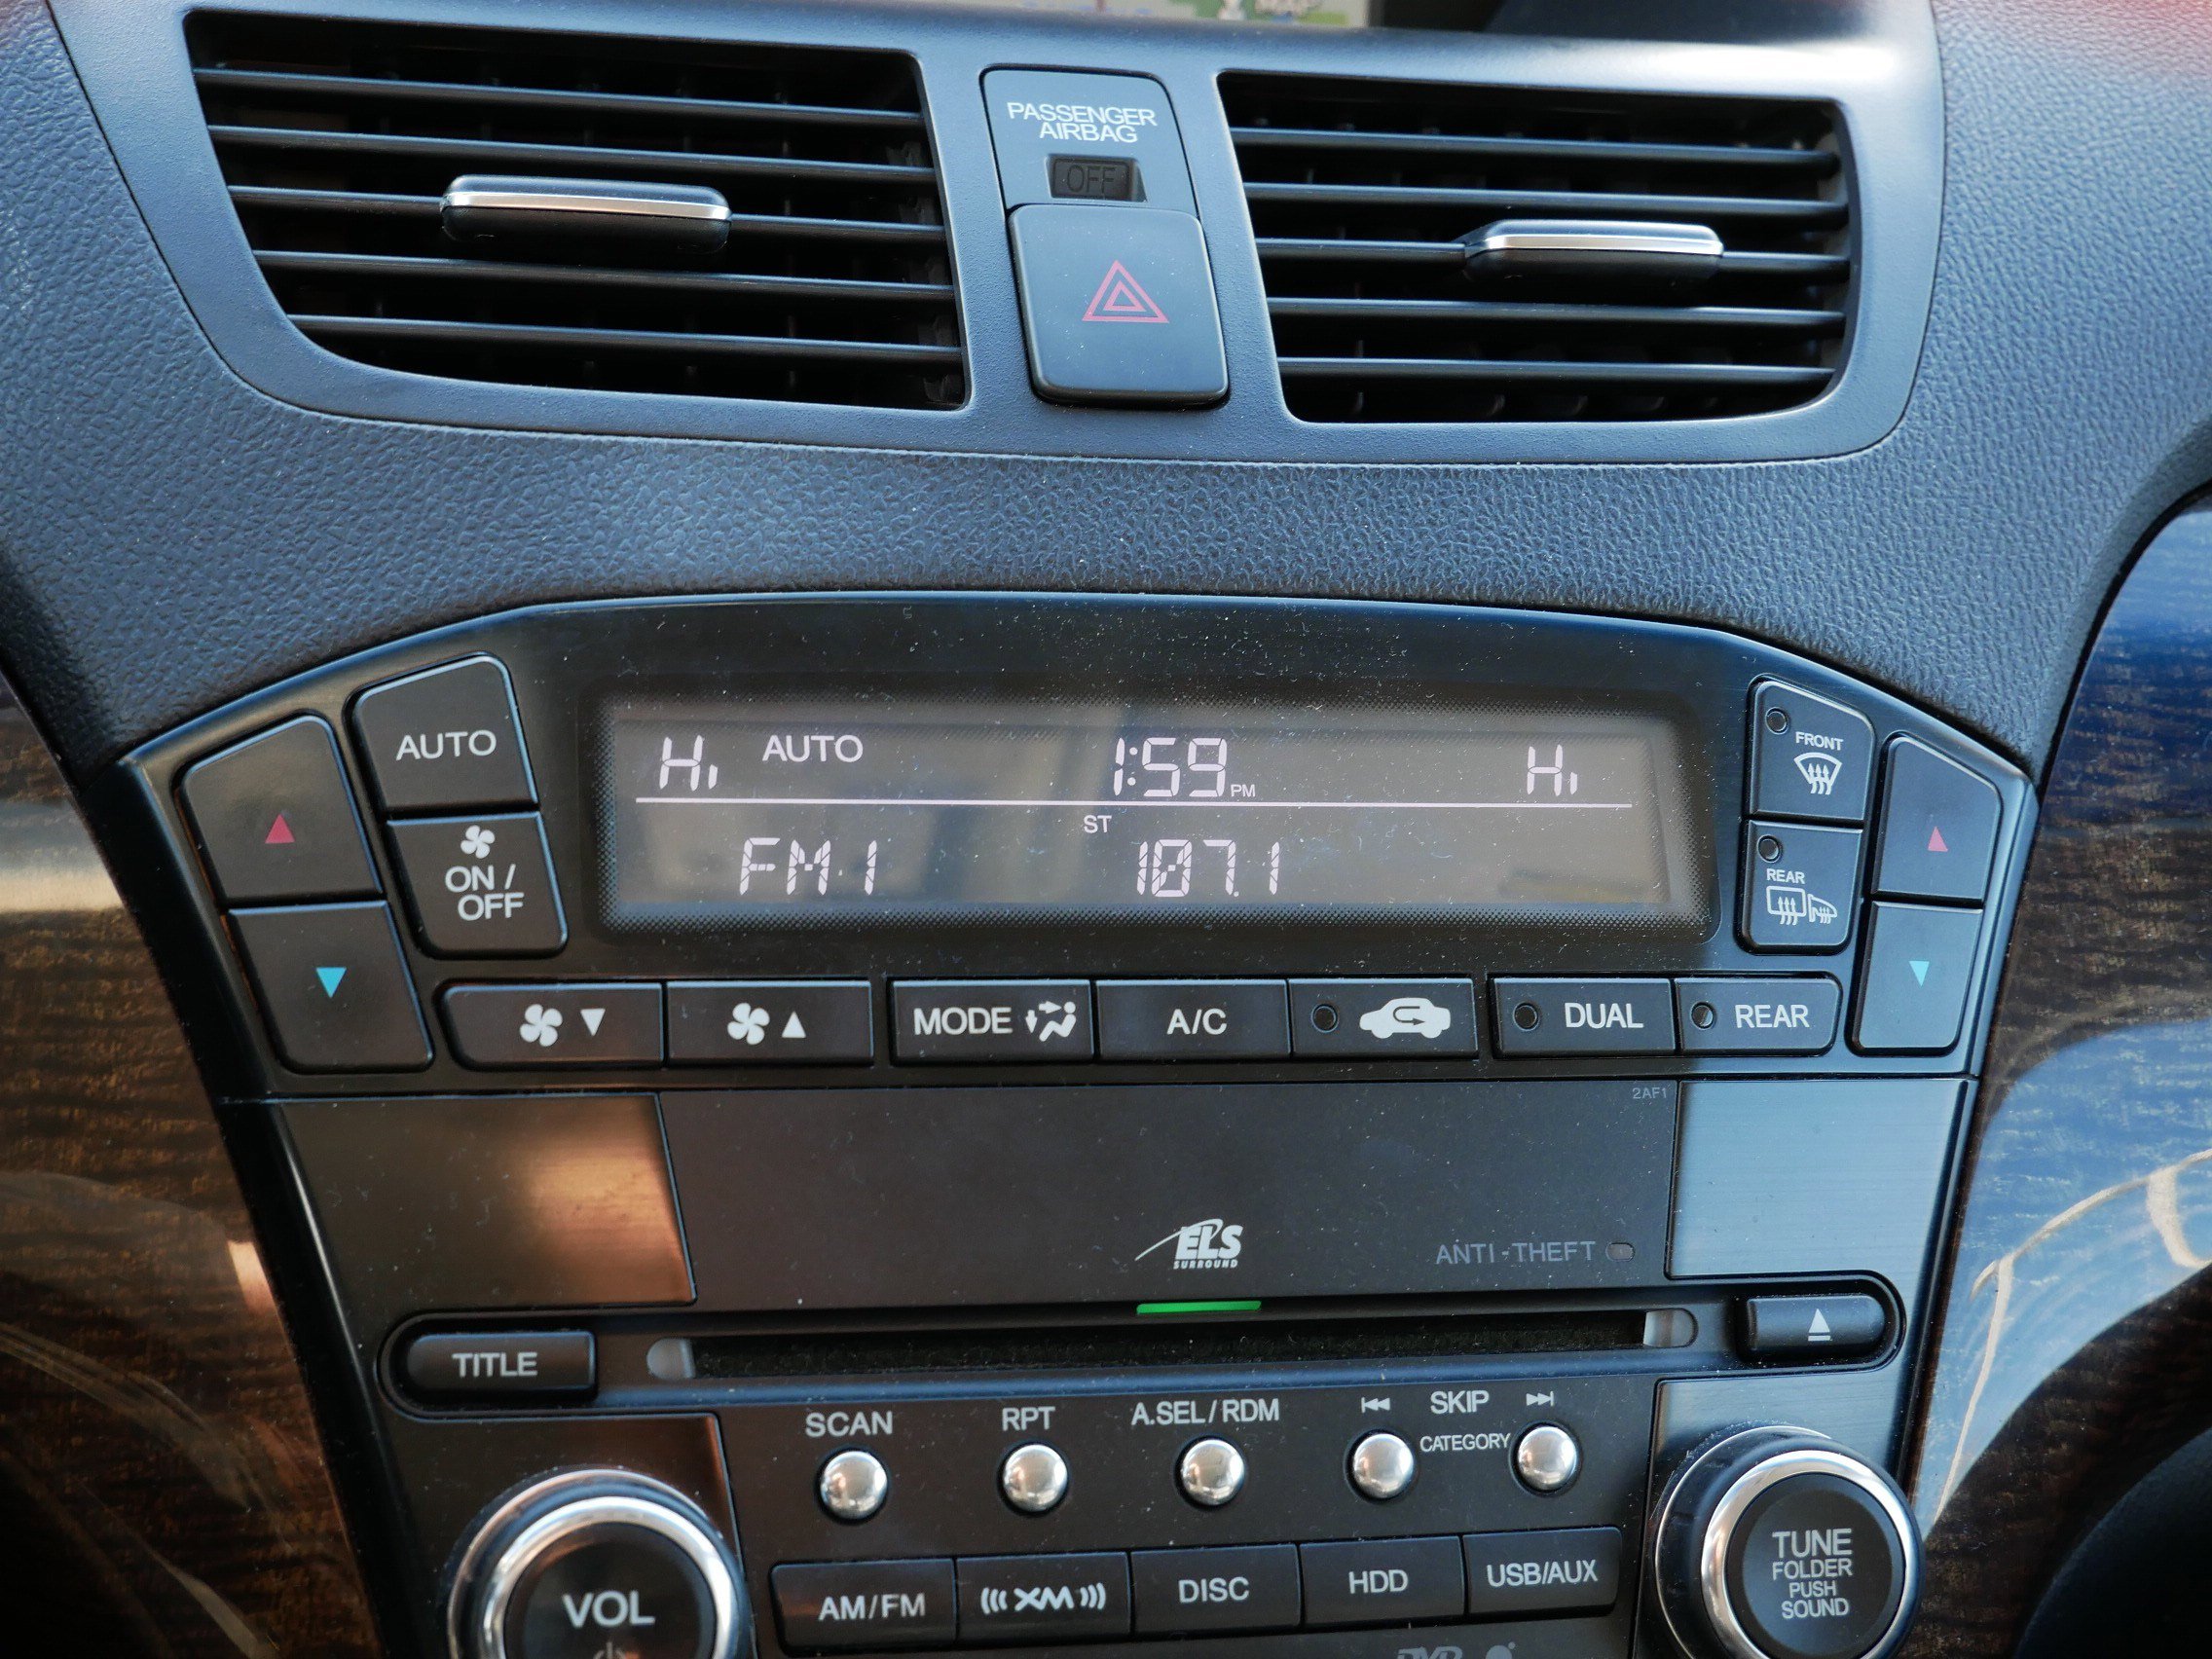 PASSENGER
AIRBAG
OFF
AUTO
ON /
OFF
Hi AUTO 1:59 PM Hi
ST
FM1 107.1
FRONT
REAR
MODE A/C DUAL REAR
2AF1
ELS
SURROUND
ANTI-THEFT
TITLE
SCAN RPT A.SEL/RDM SKIP
CATEGORY
VOL
AM/FM XM DISC HDD USB/AUX
TUNE
FOLDER
PUSH
SOUND